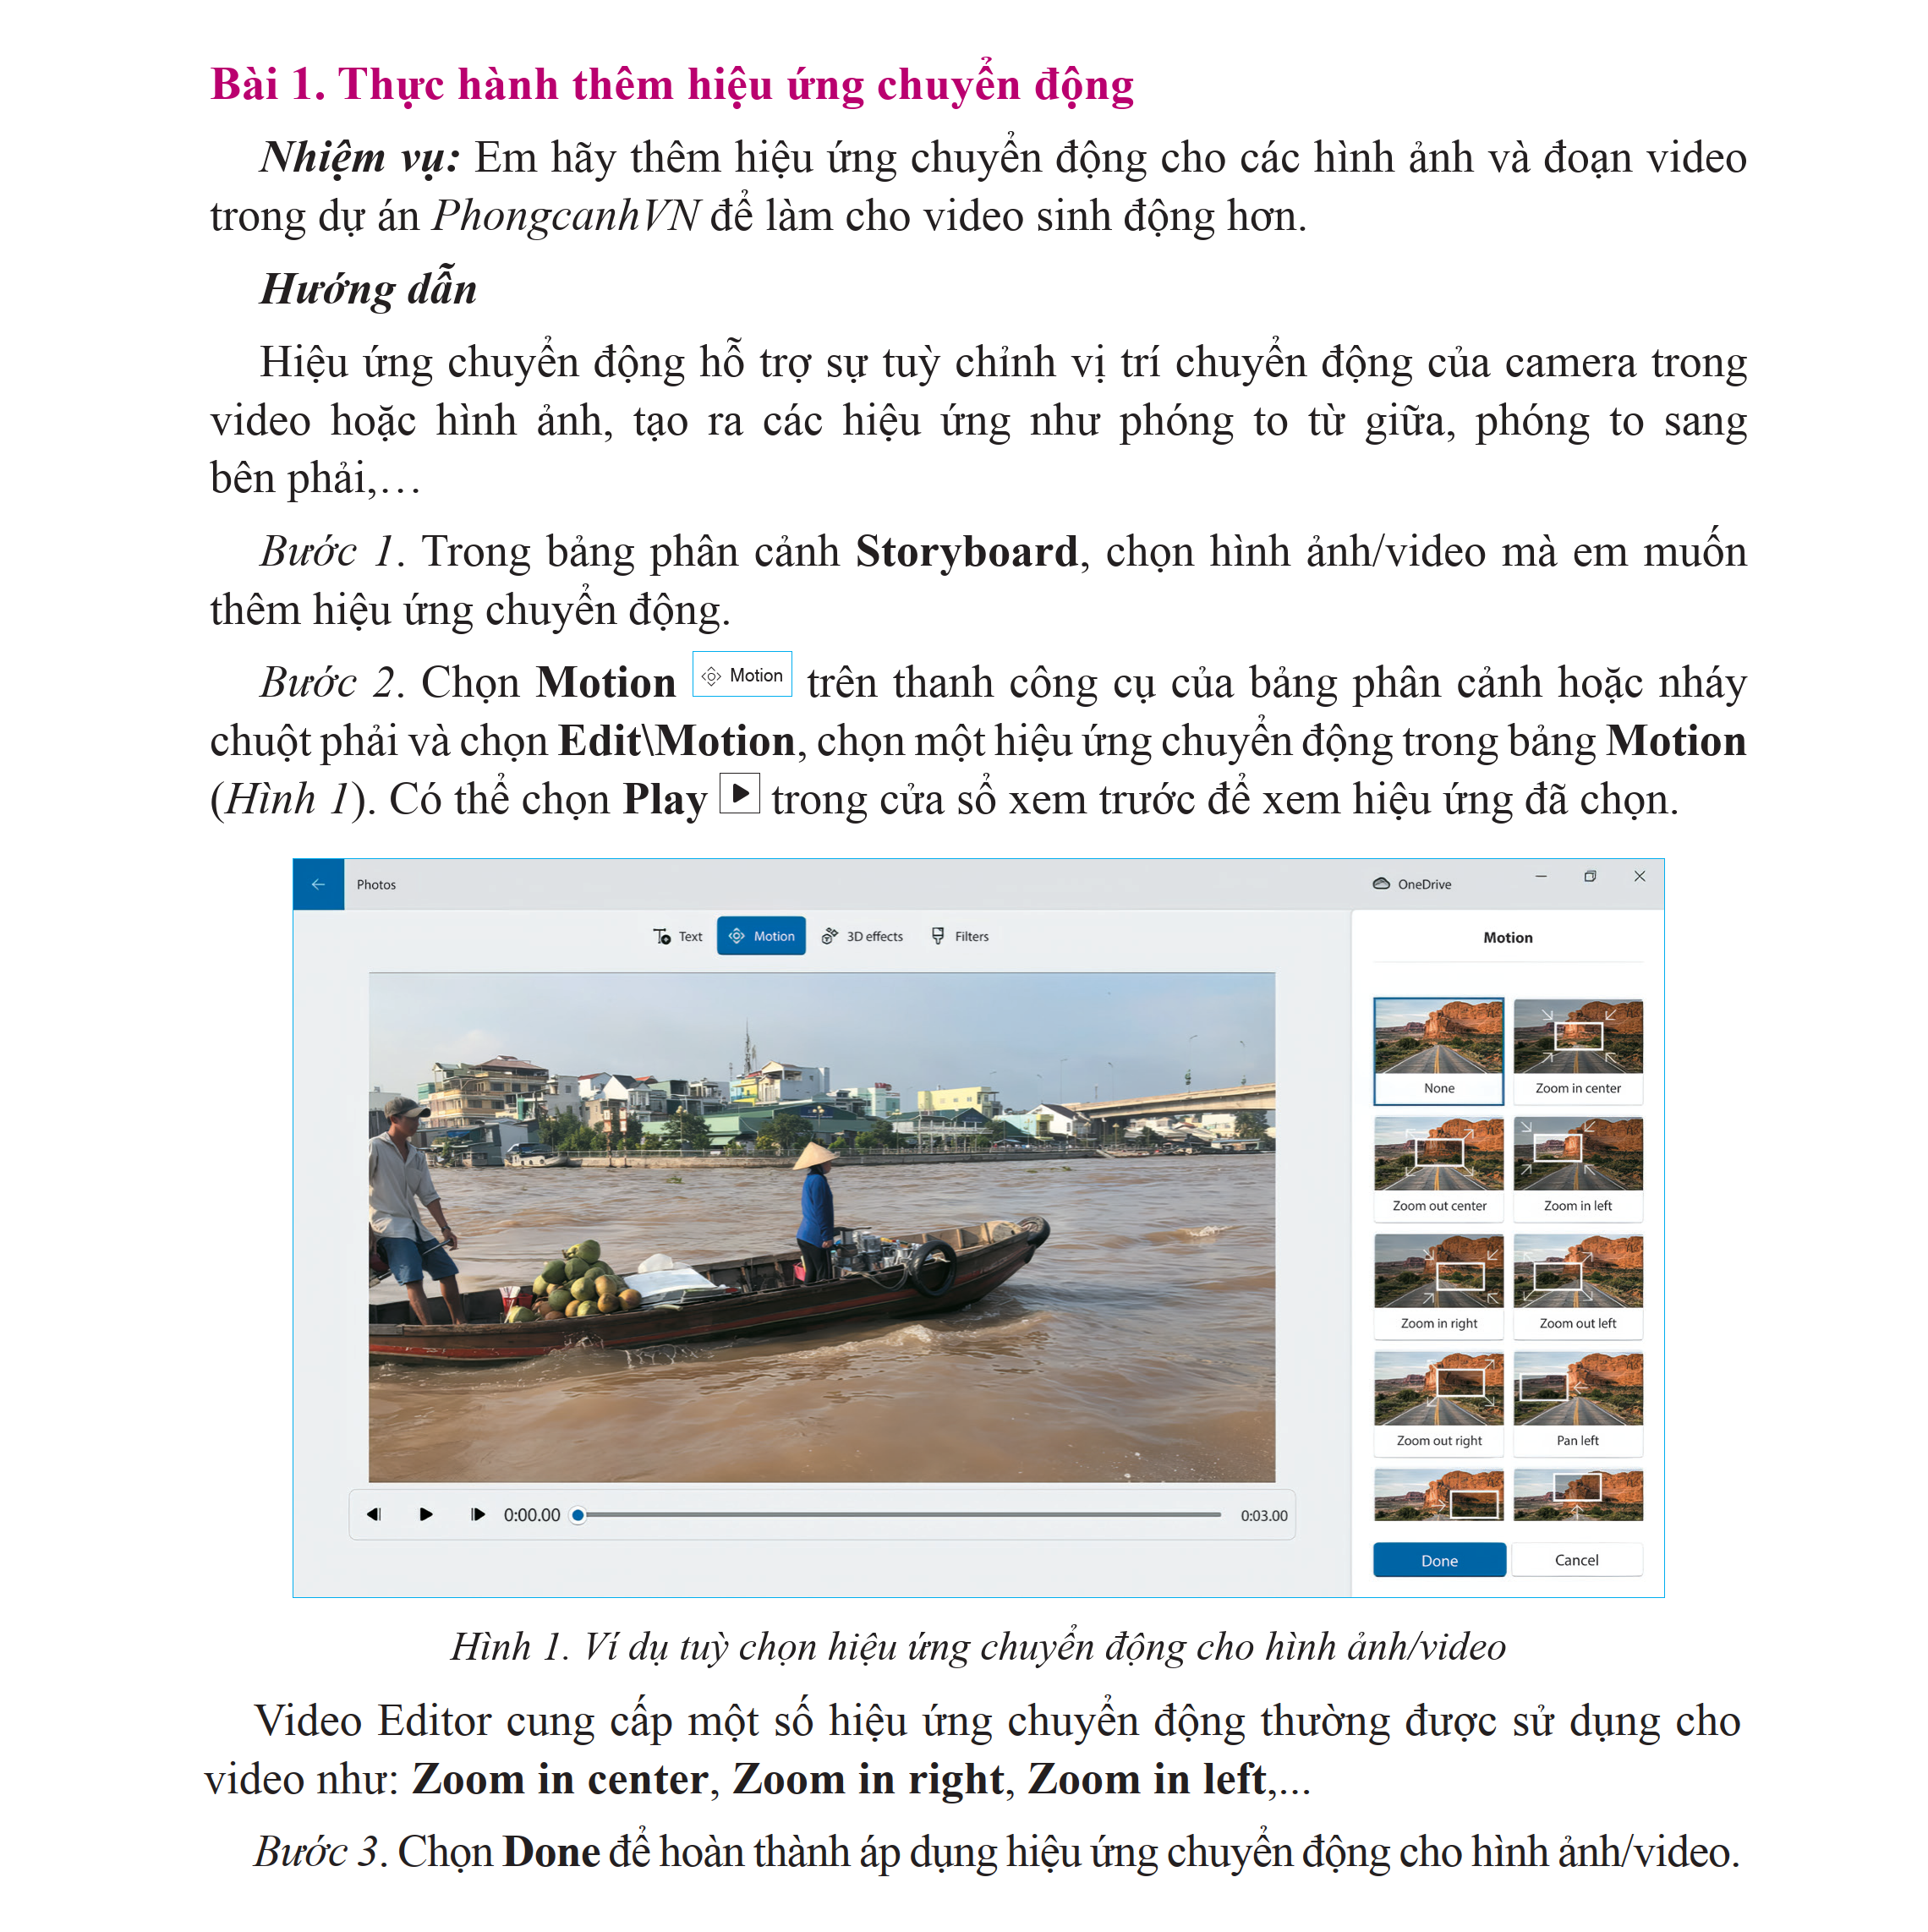 Bài 1. Thực hành thêm hiệu ứng chuyển động
Nhiệm vụ: Em hãy thêm hiệu ứng chuyển động cho các hình ảnh và đoạn video
trong dự án PhongcanhVN để làm cho video sinh động hơn.
Hướng dẫn
Hiệu ứng chuyển động hỗ trợ sự tuỳ chỉnh vị trí chuyển động của camera trong
video hoặc hình ảnh, tạo ra các hiệu ứng như phóng to từ giữa, phóng to sang
bên phải,…
Bước 1. Trong bảng phân cảnh Storyboard, chọn hình ảnh/video mà em muốn
thêm hiệu ứng chuyển động.
Bước 2. Chọn Motion Motion trên thanh công cụ của bảng phân cảnh hoặc nháy
chuột phải và chọn Edit\Motion, chọn một hiệu ứng chuyển động trong bảng Motion
(Hình 1). Có thể chọn Play trong cửa sổ xem trước để xem hiệu ứng đã chọn.
Photos OneDrive
Text Motion 3D effects Filters
Motion
None Zoom in center
Zoom out center Zoom in left
Zoom in right Zoom out left
Zoom out right Pan left
0:00.00 0:03.00
Done Cancel
Hình 1. Ví dụ tuỳ chọn hiệu ứng chuyển động cho hình ảnh/video
Video Editor cung cấp một số hiệu ứng chuyển động thường được sử dụng cho
video như: Zoom in center, Zoom in right, Zoom in left,...
Bước 3. Chọn Done để hoàn thành áp dụng hiệu ứng chuyển động cho hình ảnh/video.